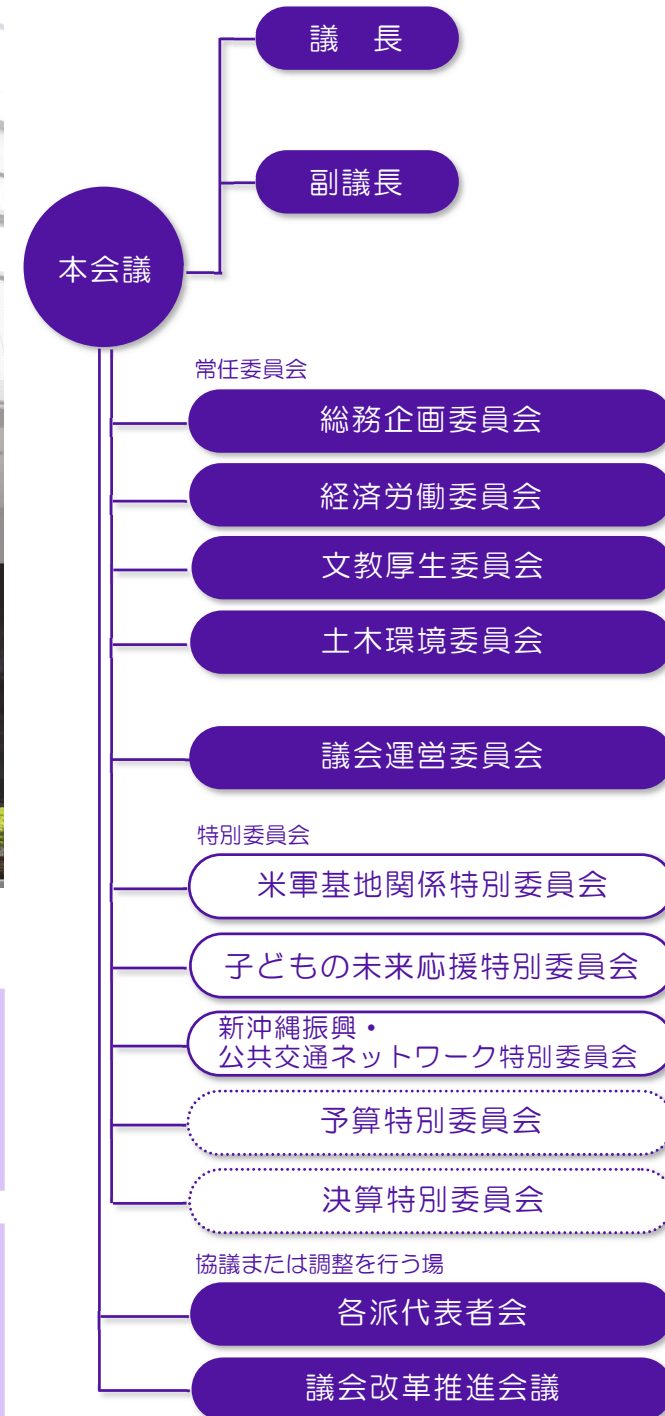 議　長
副議長
本会議
常任委員会
総務企画委員会
経済労働委員会
文教厚生委員会
土木環境委員会
議会運営委員会
特別委員会
米軍基地関係特別委員会
子どもの未来応援特別委員会
新沖縄振興・
公共交通ネットワーク特別委員会
予算特別委員会
決算特別委員会
協議または調整を行う場
各派代表者会
議会改革推進会議